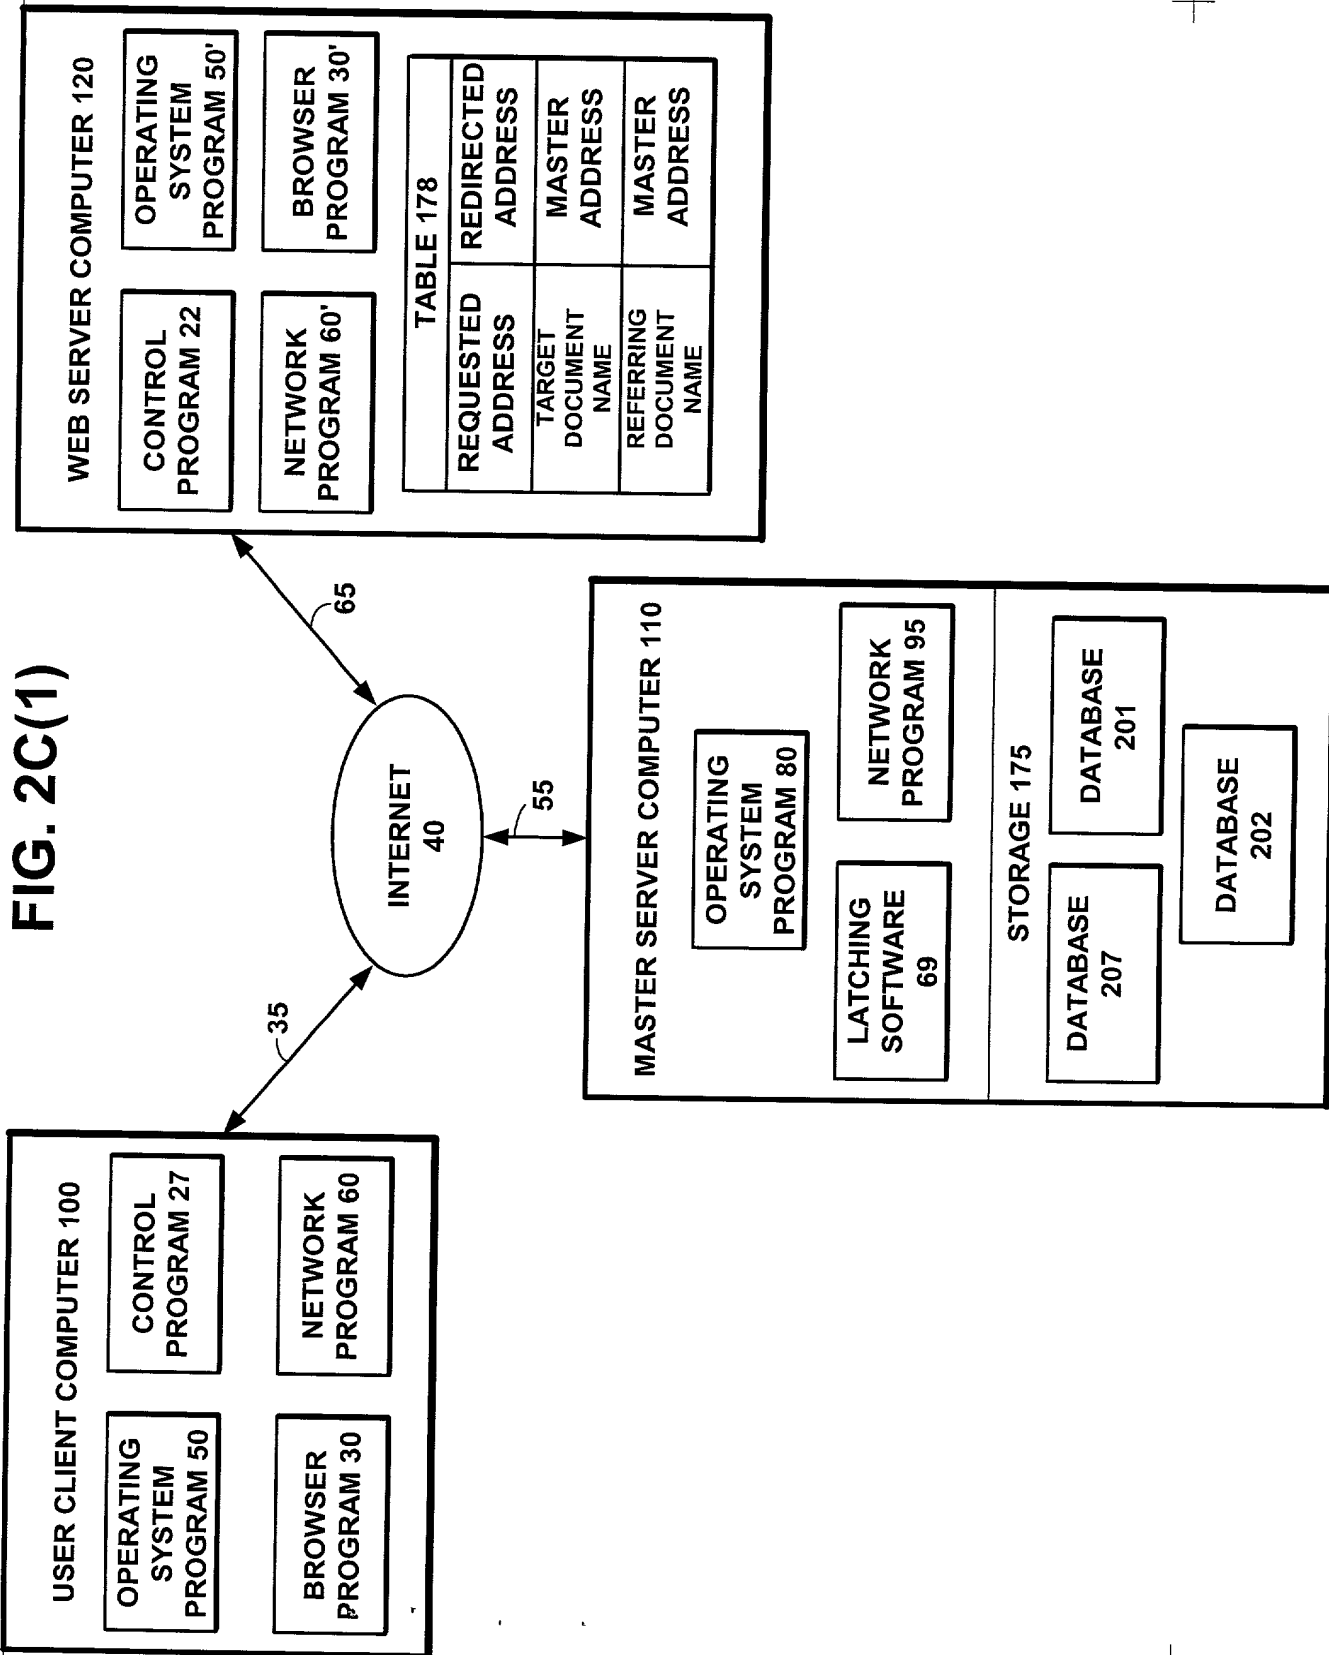 FIG. 2C(1)
USER CLIENT COMPUTER 100
OPERATING
SYSTEM
PROGRAM 50
CONTROL
PROGRAM 27
BROWSER
PROGRAM 30
NETWORK
PROGRAM 60
35
INTERNET
40
55
65
MASTER SERVER COMPUTER 110
OPERATING
SYSTEM
PROGRAM 80
LATCHING
SOFTWARE
69
NETWORK
PROGRAM 95
STORAGE 175
DATABASE
207
DATABASE
201
DATABASE
202
WEB SERVER COMPUTER 120
CONTROL
PROGRAM 22
OPERATING
SYSTEM
PROGRAM 50'
NETWORK
PROGRAM 60'
BROWSER
PROGRAM 30'
TABLE 178
REQUESTED
ADDRESS
REDIRECTED
ADDRESS
TARGET
DOCUMENT
NAME
MASTER
ADDRESS
REFERRING
DOCUMENT
NAME
MASTER
ADDRESS